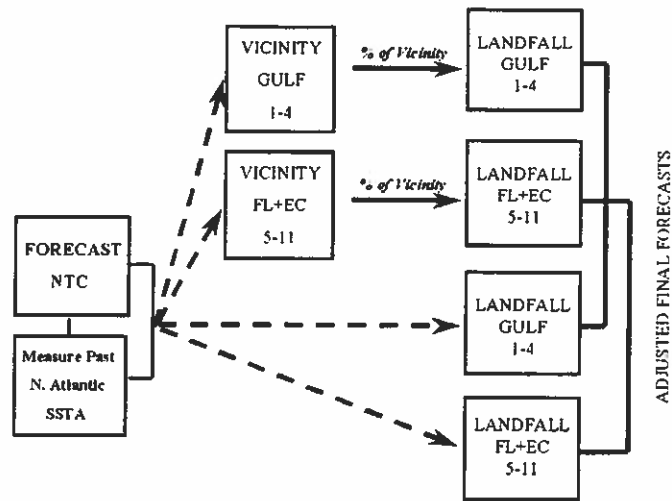 VICINITY
GULF
1-4
% of Vicinity
LANDFALL
GULF
1-4
VICINITY
FL+EC
5-11
% of Vicinity
LANDFALL
FL+EC
5-11
FORECAST
NTC
Measure Past
N. Atlantic
SSTA
LANDFALL
GULF
1-4
LANDFALL
FL+EC
5-11
ADJUSTED FINAL FORECASTS